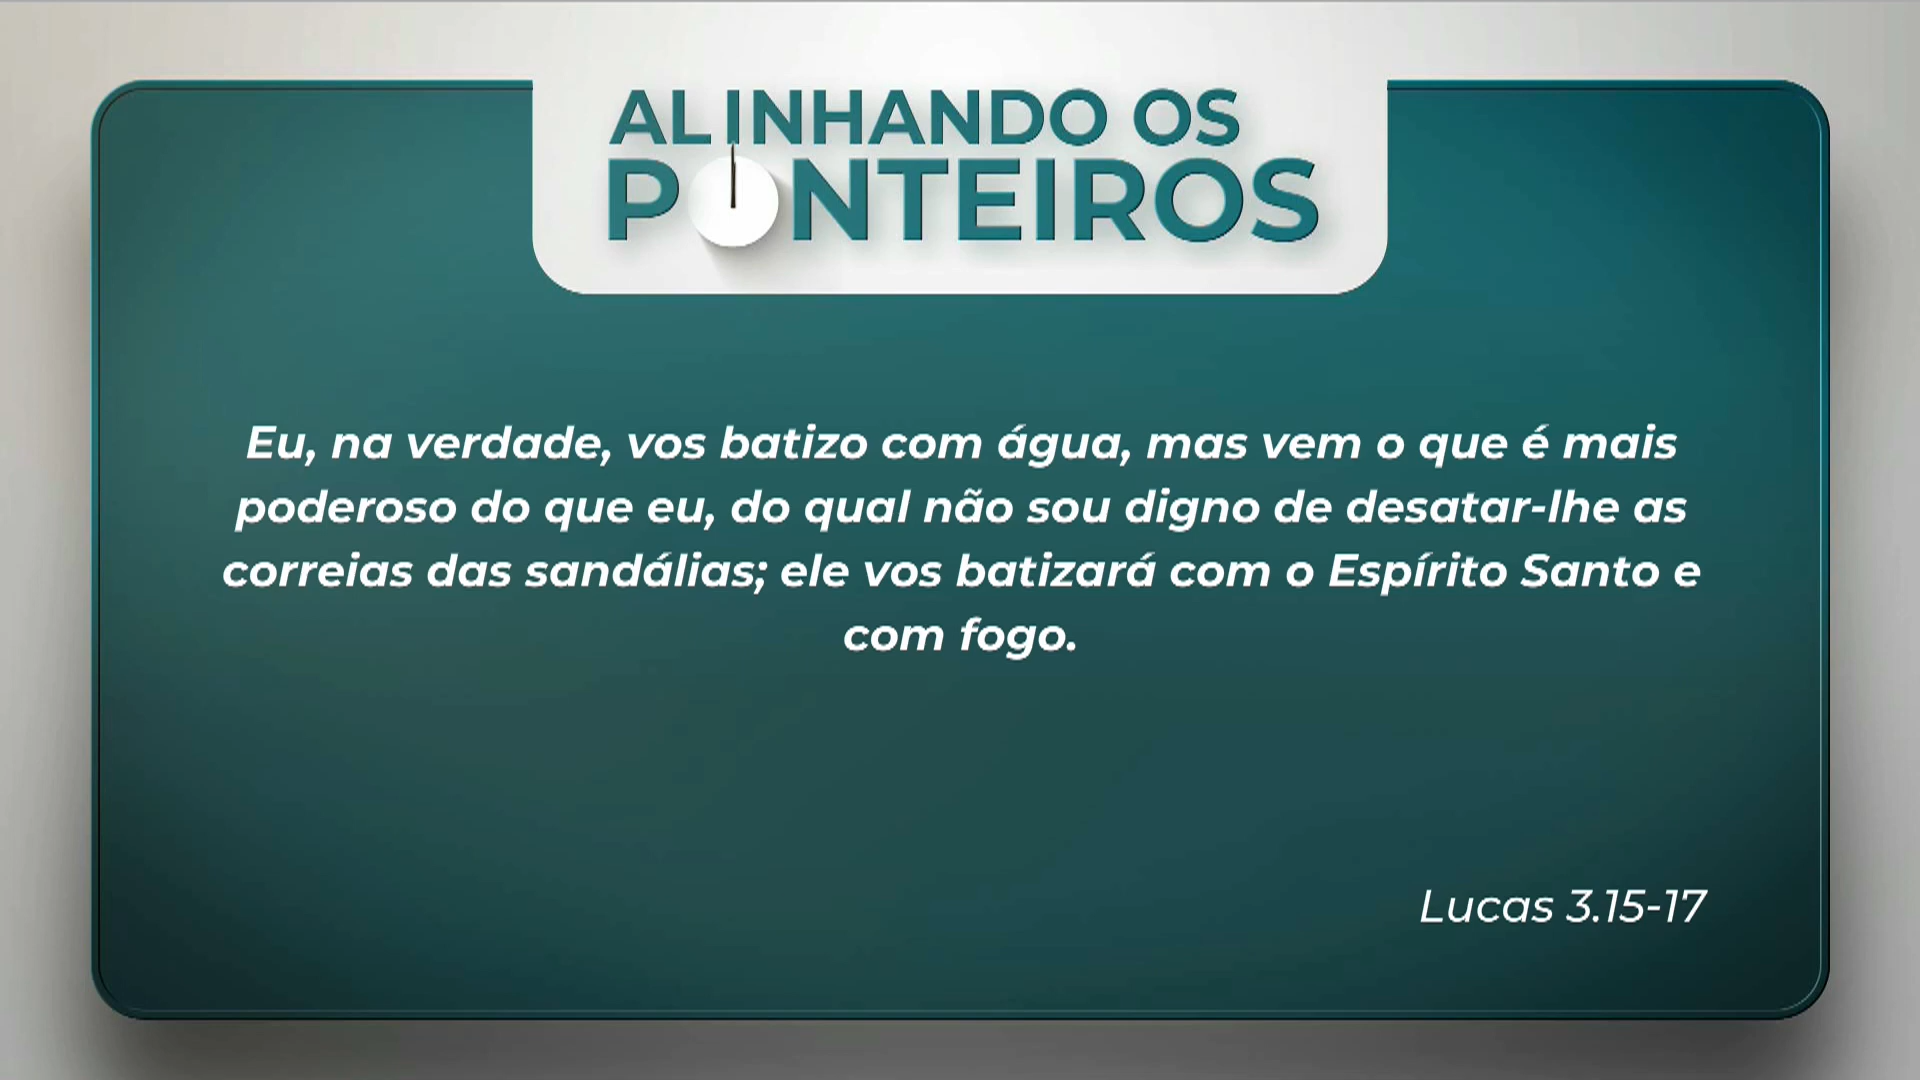 ALINHANDO OS
PONTEIROS
Eu, na verdade, vos batizo com água, mas vem o que é mais
poderoso do que eu, do qual não sou digno de desatar-lhe as
correias das sandálias; ele vos batizará com o Espírito Santo e
com fogo.
Lucas 3.15-17